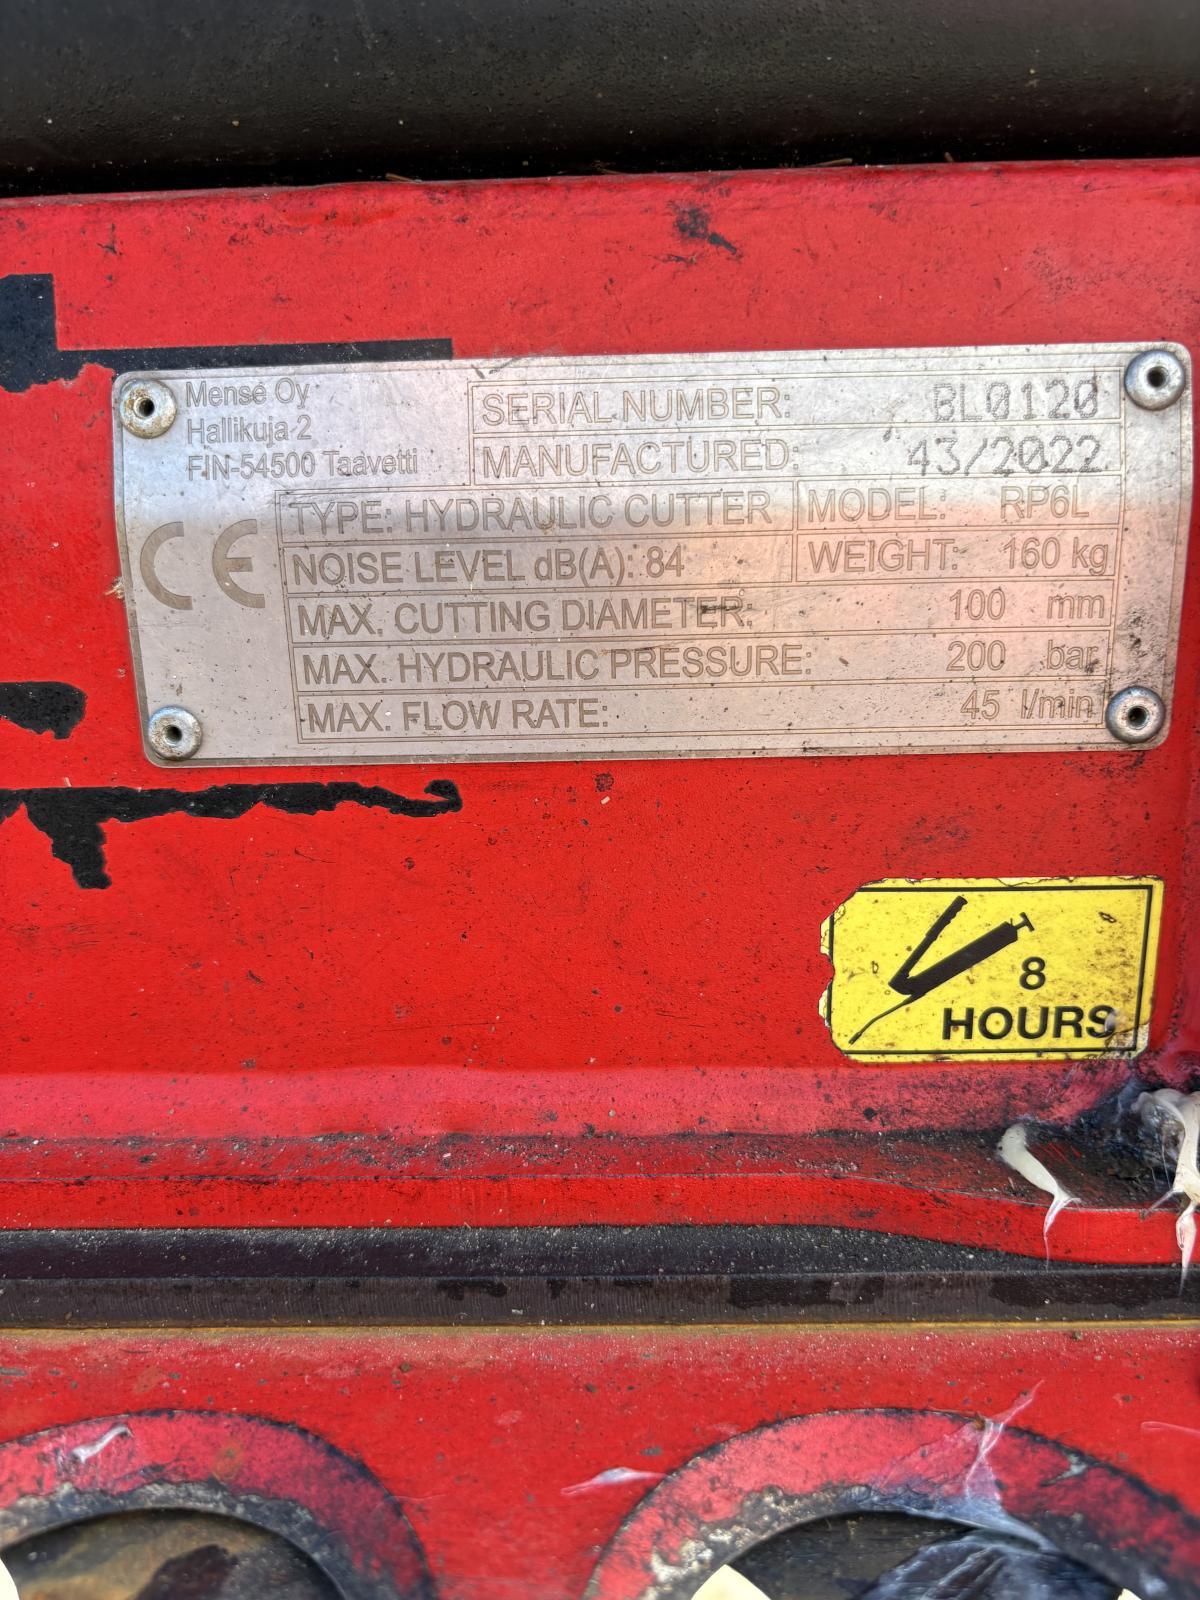 Mensé Oy
Hallikuja 2
FIN-54500 Taavetti
SERIAL NUMBER: BL0120
MANUFACTURED: 43/2022
CE
TYPE: HYDRAULIC CUTTER MODEL: RP6L
NOISE LEVEL dB(A): 84 WEIGHT: 160 kg
MAX. CUTTING DIAMETER: 100 mm
MAX. HYDRAULIC PRESSURE: 200 bar
MAX. FLOW RATE: 45 l/min
8
HOURS